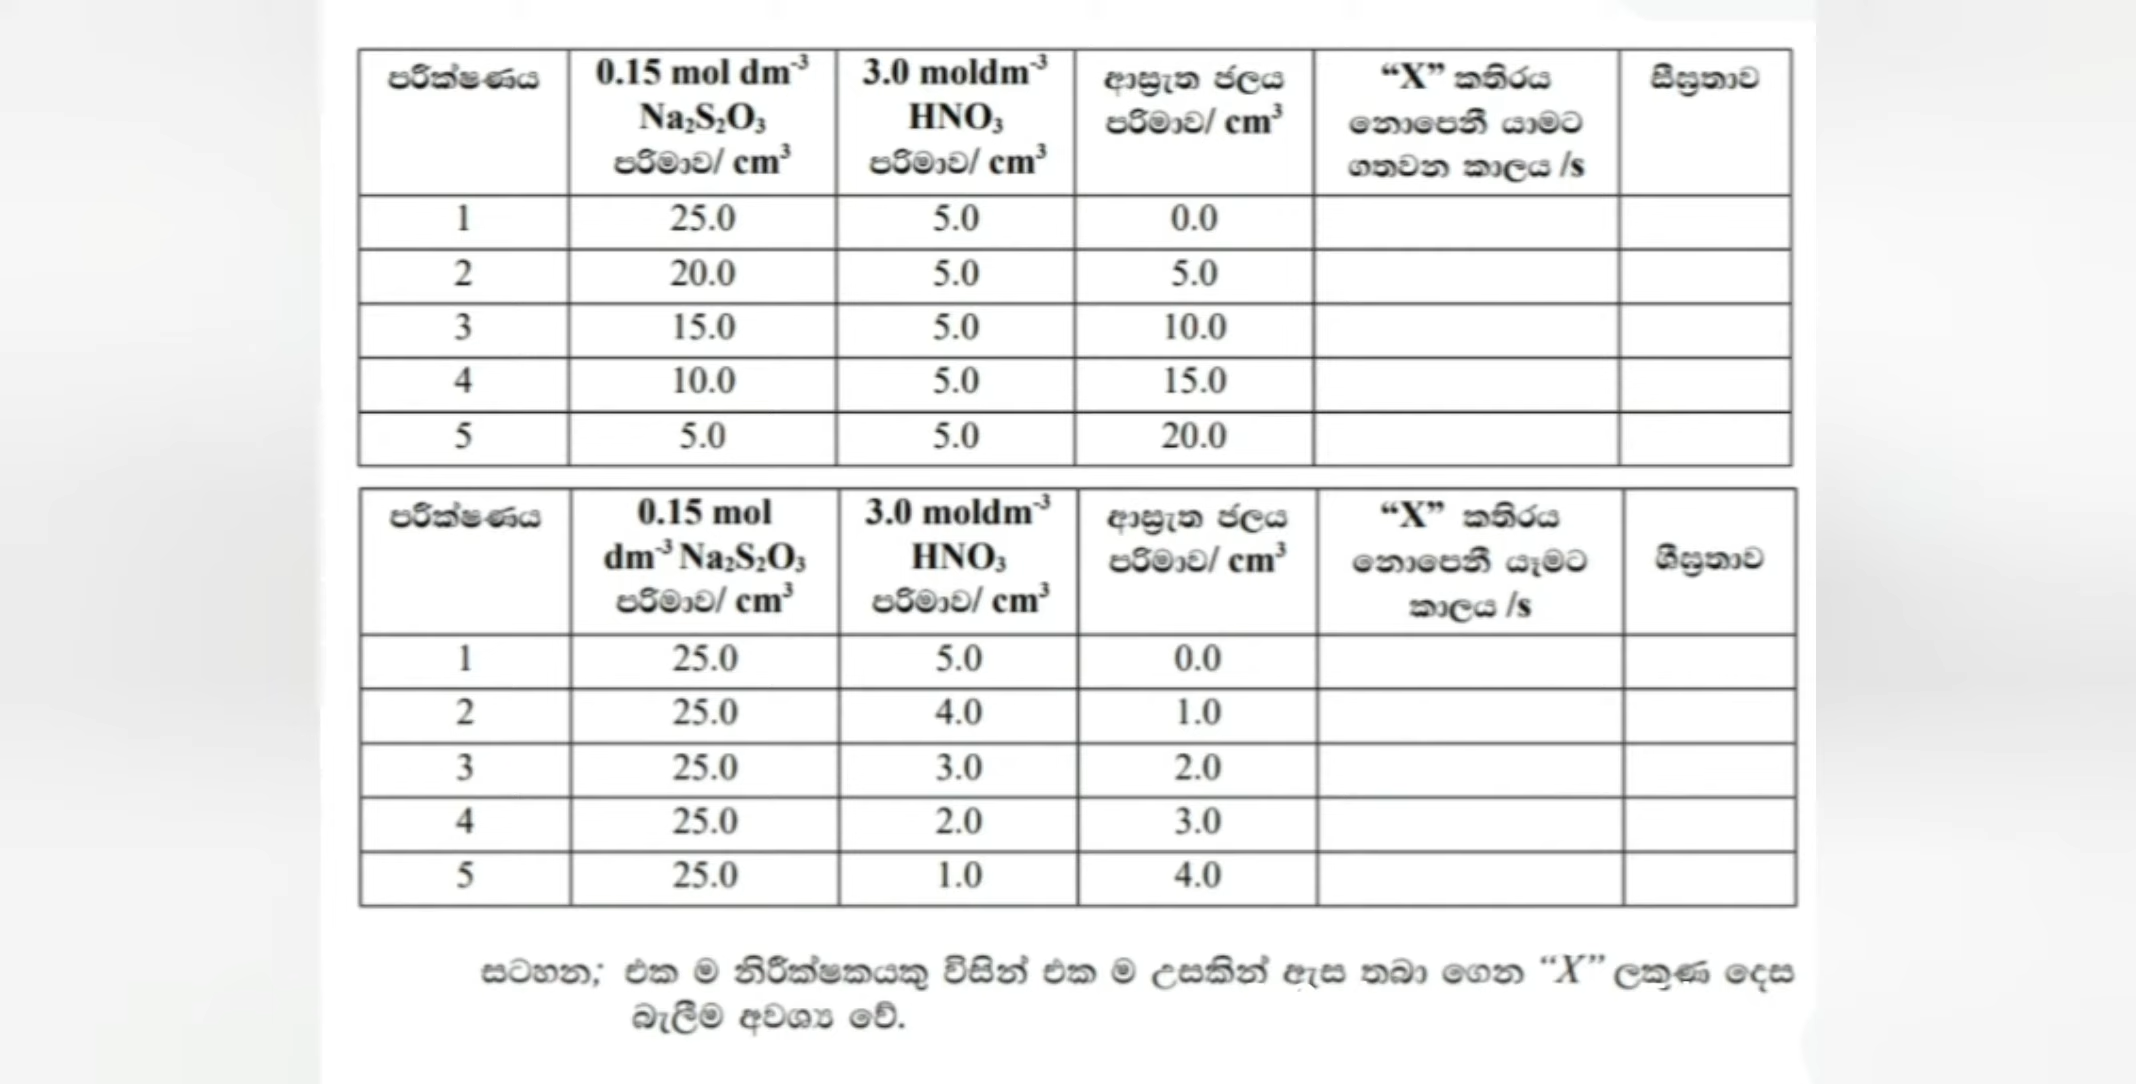 පරීක්ෂණය 0.15 mol dm⁻³ Na₂S₂O₃ පරිමාව/ cm³ 3.0 moldm⁻³ HNO₃ පරිමාව/ cm³ ආස්‍රැත ජලය පරිමාව/ cm³ “X” කතිරය නොපෙනී යාමට ගතවන කාලය /s සීඝ්‍රතාව
1 25.0 5.0 0.0
2 20.0 5.0 5.0
3 15.0 5.0 10.0
4 10.0 5.0 15.0
5 5.0 5.0 20.0
පරීක්ෂණය 0.15 mol dm⁻³ Na₂S₂O₃ පරිමාව/ cm³ 3.0 moldm⁻³ HNO₃ පරිමාව/ cm³ ආස්‍රැත ජලය පරිමාව/ cm³ “X” කතිරය නොපෙනී යෑමට කාලය /s ශීඝ්‍රතාව
1 25.0 5.0 0.0
2 25.0 4.0 1.0
3 25.0 3.0 2.0
4 25.0 2.0 3.0
5 25.0 1.0 4.0
සටහන; එක ම නිරීක්ෂකයකු විසින් එක ම උසකින් ඇස තබා ගෙන “X” ලකුණ දෙස
බැලීම අවශ්‍ය වේ.